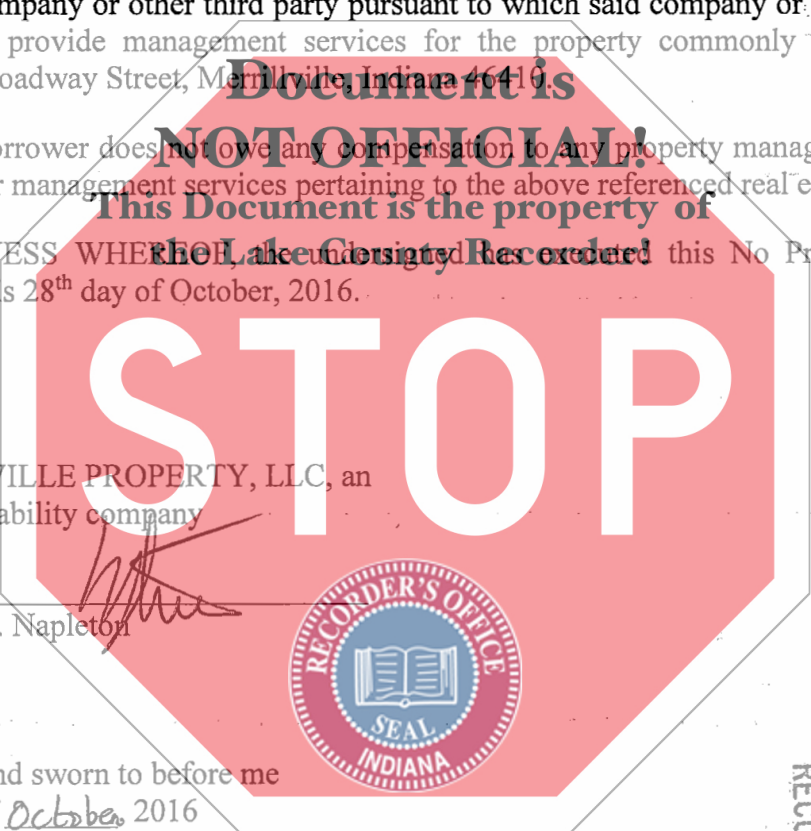 mpany or other third party pursuant to which said company or
provide management services for the property commonly
oadway Street, Merrillville, Indiana 46410.
Document is
orrower does not owe any compensation to any property manag
NOT OFFICIAL!
r management services pertaining to the above referenced real e
This Document is the property of
ESS WHEREOF, the undersigned has executed this No Pr
the Lake County Recorder!
s 28th day of October, 2016.
STOP
VILLE PROPERTY, LLC, an
ability company
. Napleton
RECORDER'S OFFICE
SEAL
INDIANA
nd sworn to before me
October 2016